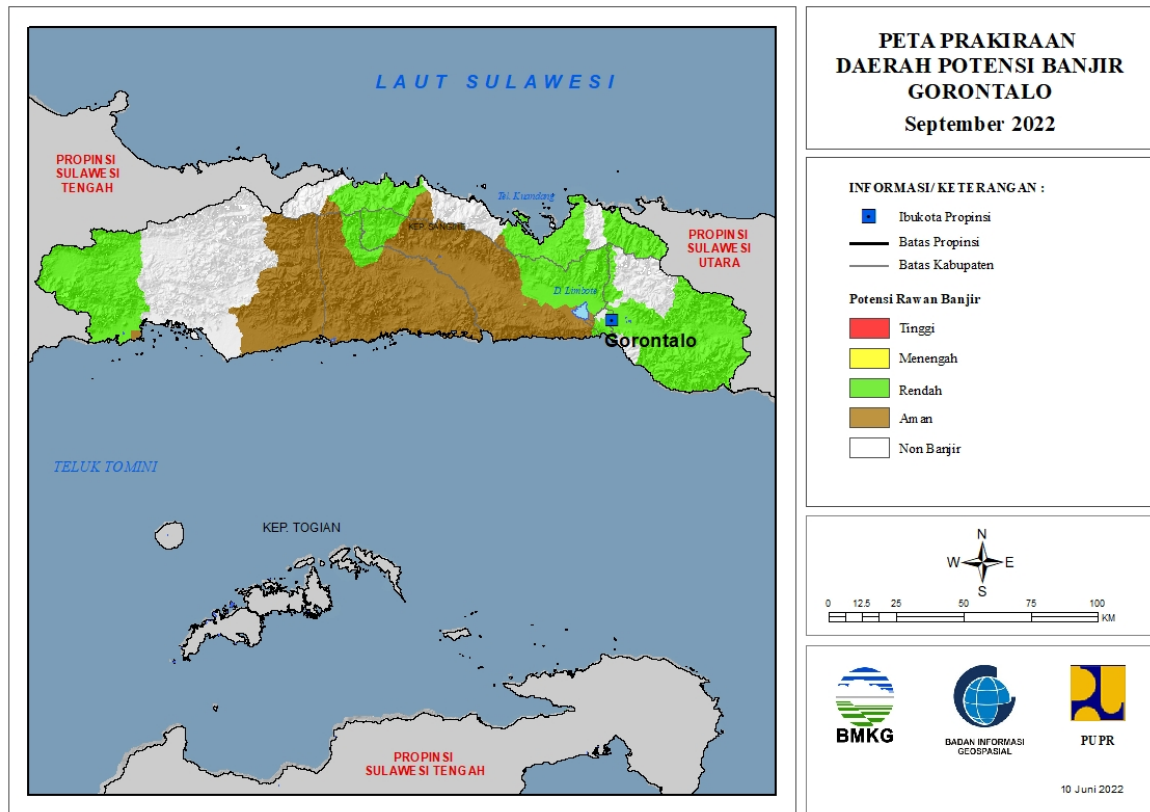 LAUT SULAWESI
PROPINSI
SULAWESI
TENGAH
Tel. Kuandang
KEP. SANGIHE
PROPINSI
SULAWESI
UTARA
D. Limboto
Gorontalo
TELUK TOMINI
KEP. TOGIAN
PROPINSI
SULAWESI TENGAH
PETA PRAKIRAAN
DAERAH POTENSI BANJIR
GORONTALO
September 2022
INFORMASI/ KETERANGAN :
Ibukota Propinsi
Batas Propinsi
Batas Kabupaten
Potensi Rawan Banjir
Tinggi
Menengah
Rendah
Aman
Non Banjir
N
W E
S
0 12.5 25 50 75 100
KM
BMKG
BADAN INFORMASI
GEOSPASIAL
PUPR
10 Juni 2022